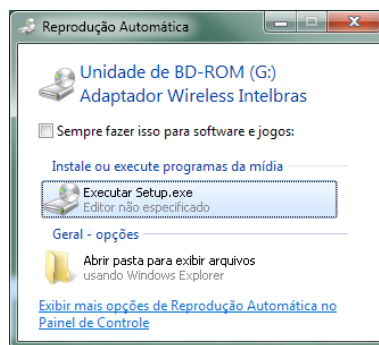 Reprodução Automática
Unidade de BD-ROM (G:)
Adaptador Wireless Intelbras
Sempre fazer isso para software e jogos:
Instale ou execute programas da mídia
Executar Setup.exe
Editor não especificado
Geral - opções
Abrir pasta para exibir arquivos
usando Windows Explorer
Exibir mais opções de Reprodução Automática no
Painel de Controle